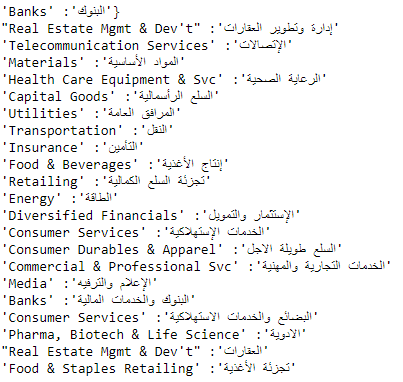 'Banks' :'البنوك'}
"Real Estate Mgmt & Dev't" :'إدارة وتطوير العقارات'
'Telecommunication Services' :'الإتصالات'
'Materials' :'المواد الأساسية'
'Health Care Equipment & Svc' :'الرعاية الصحية'
'Capital Goods' :'السلع الرأسمالية'
'Utilities' :'المرافق العامة'
'Transportation' :'النقل'
'Insurance' :'التأمين'
'Food & Beverages' :'إنتاج الأغذية'
'Retailing' :'تجزئة السلع الكمالية'
'Energy' :'الطاقة'
'Diversified Financials' :'الإستثمار والتمويل'
'Consumer Services' :'الخدمات الإستهلاكية'
'Consumer Durables & Apparel' :'السلع طويلة الاجل'
'Commercial & Professional Svc' :'الخدمات التجارية والمهنية'
'Media' :'الإعلام والترفيه'
'Banks' :'البنوك والخدمات المالية'
'Consumer Services' :'البضائع والخدمات الاستهلاكية'
'Pharma, Biotech & Life Science' :'الادوية'
"Real Estate Mgmt & Dev't" :'العقارات'
'Food & Staples Retailing' :'تجزئة الأغذية'